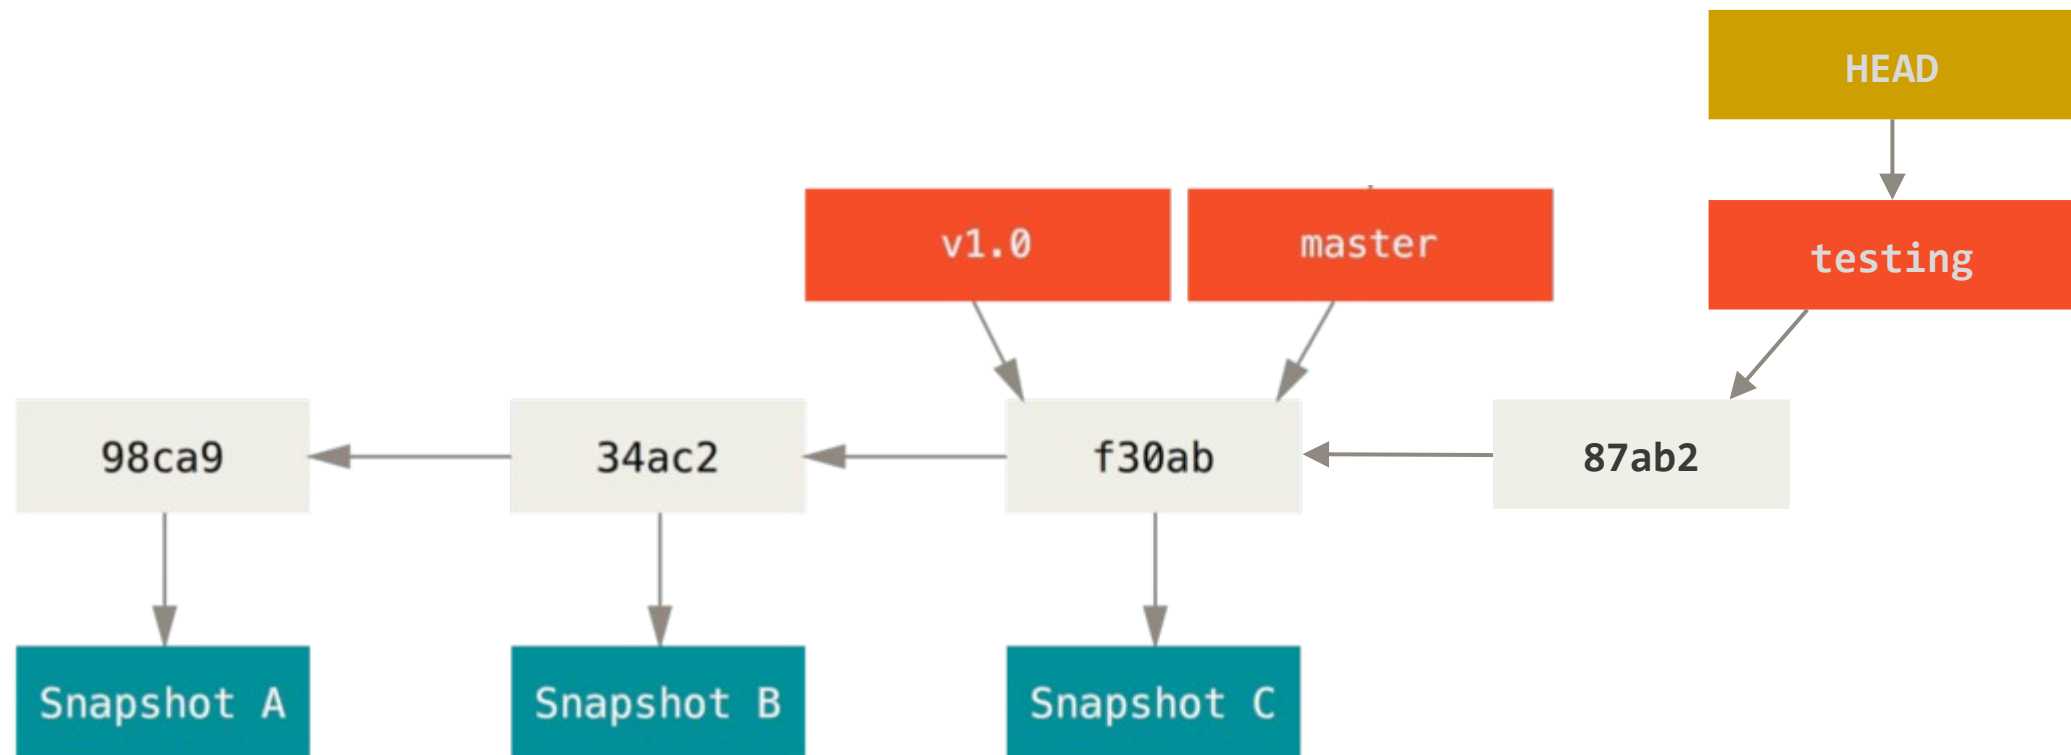 HEAD
v1.0
master
testing
98ca9
34ac2
f30ab
87ab2
Snapshot A
Snapshot B
Snapshot C